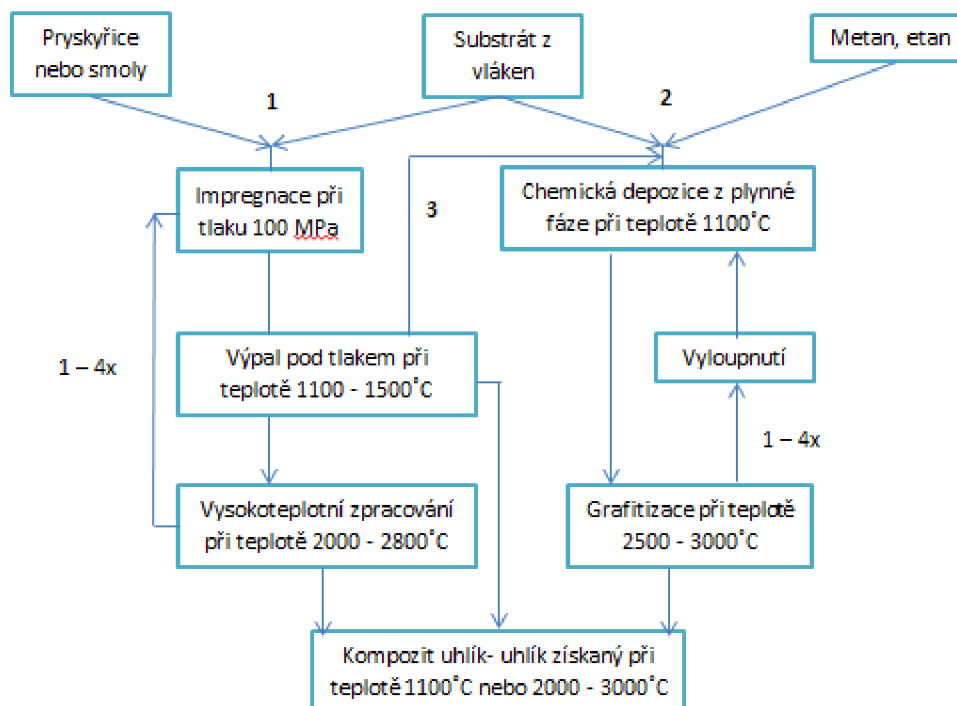 Pryskyřice
nebo smoly
Substrát z
vláken
Metan, etan
1
2
Impregnace při
tlaku 100 MPa
3
Chemická depozice z plynné
fáze při teplotě 1100˚C
1 – 4x
Výpal pod tlakem při
teplotě 1100 - 1500˚C
Vyloupnutí
1 – 4x
Vysokoteplotní zpracování
při teplotě 2000 - 2800˚C
Grafitizace při teplotě
2500 - 3000˚C
Kompozit uhlík- uhlík získaný při
teplotě 1100˚C nebo 2000 - 3000˚C